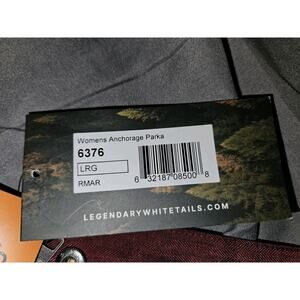 Womens Anchorage Parka
6376
LRG
RMAR
6 32187 08500 8
LEGENDARYWHITETAILS.COM